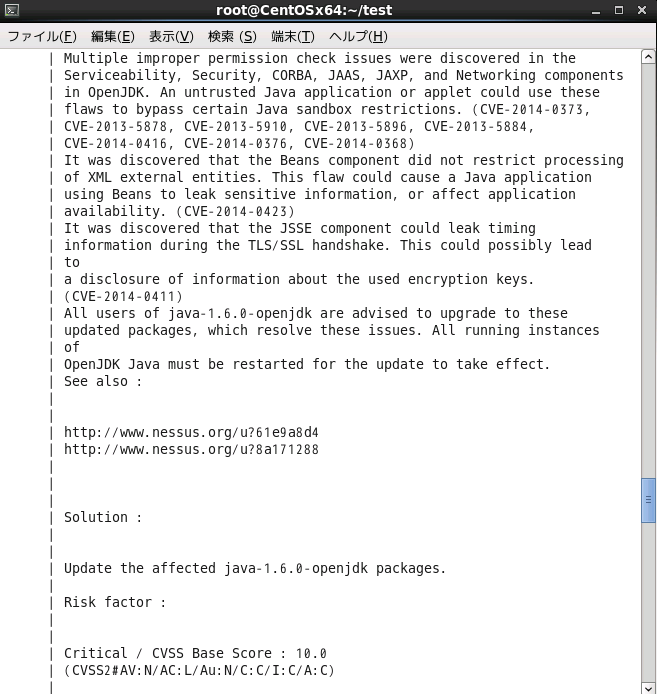 root@CentOSx64:~/test
ファイル(F) 編集(E) 表示(V) 検索 (S) 端末(T) ヘルプ(H)
| Multiple improper permission check issues were discovered in the
| Serviceability, Security, CORBA, JAAS, JAXP, and Networking components
| in OpenJDK. An untrusted Java application or applet could use these
| flaws to bypass certain Java sandbox restrictions. (CVE-2014-0373,
| CVE-2013-5878, CVE-2013-5910, CVE-2013-5896, CVE-2013-5884,
| CVE-2014-0416, CVE-2014-0376, CVE-2014-0368)
| It was discovered that the Beans component did not restrict processing
| of XML external entities. This flaw could cause a Java application
| using Beans to leak sensitive information, or affect application
| availability. (CVE-2014-0423)
| It was discovered that the JSSE component could leak timing
| information during the TLS/SSL handshake. This could possibly lead
| to
| a disclosure of information about the used encryption keys.
| (CVE-2014-0411)
| All users of java-1.6.0-openjdk are advised to upgrade to these
| updated packages, which resolve these issues. All running instances
| of
| OpenJDK Java must be restarted for the update to take effect.
| See also :
|
|
| http://www.nessus.org/u?61e9a8d4
| http://www.nessus.org/u?8a171288
|
|
|
| Solution :
|
|
| Update the affected java-1.6.0-openjdk packages.
|
| Risk factor :
|
|
| Critical / CVSS Base Score : 10.0
| (CVSS2#AV:N/AC:L/Au:N/C:C/I:C/A:C)
|